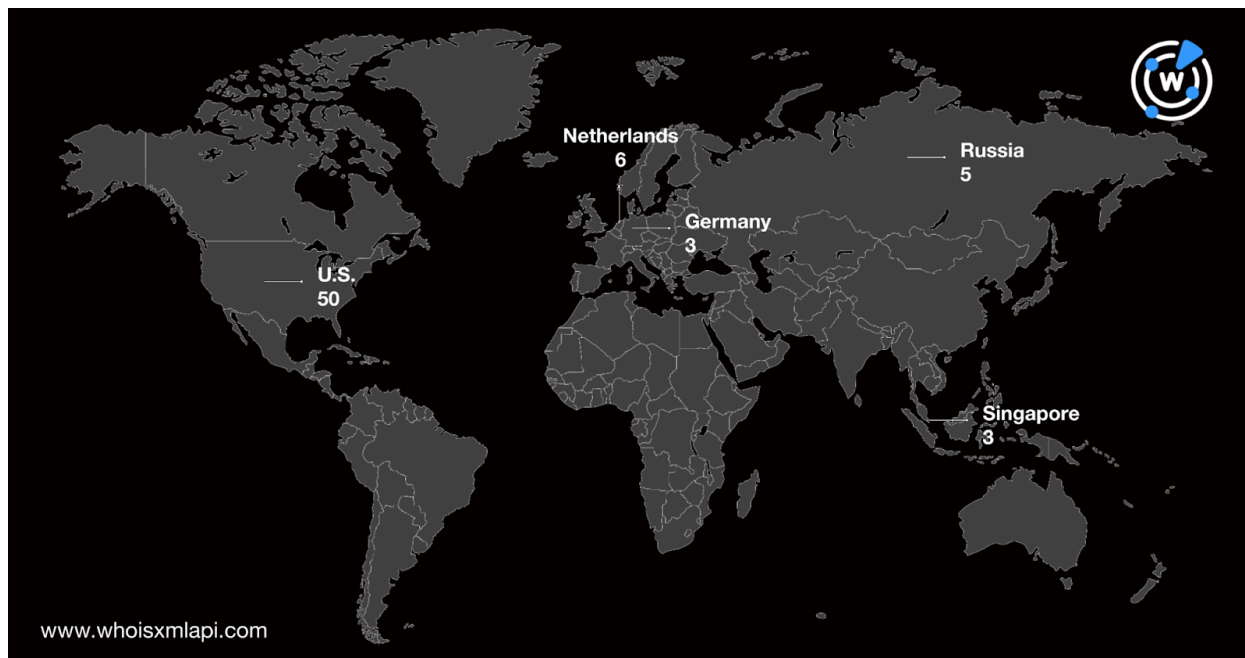 W
Netherlands
6
Russia
5
Germany
3
U.S.
50
Singapore
3
www.whoisxmlapi.com